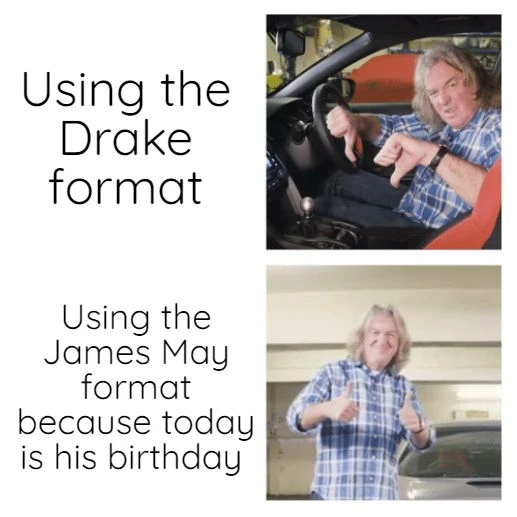 Using the
Drake
format
Using the
James May
format
because today
is his birthday